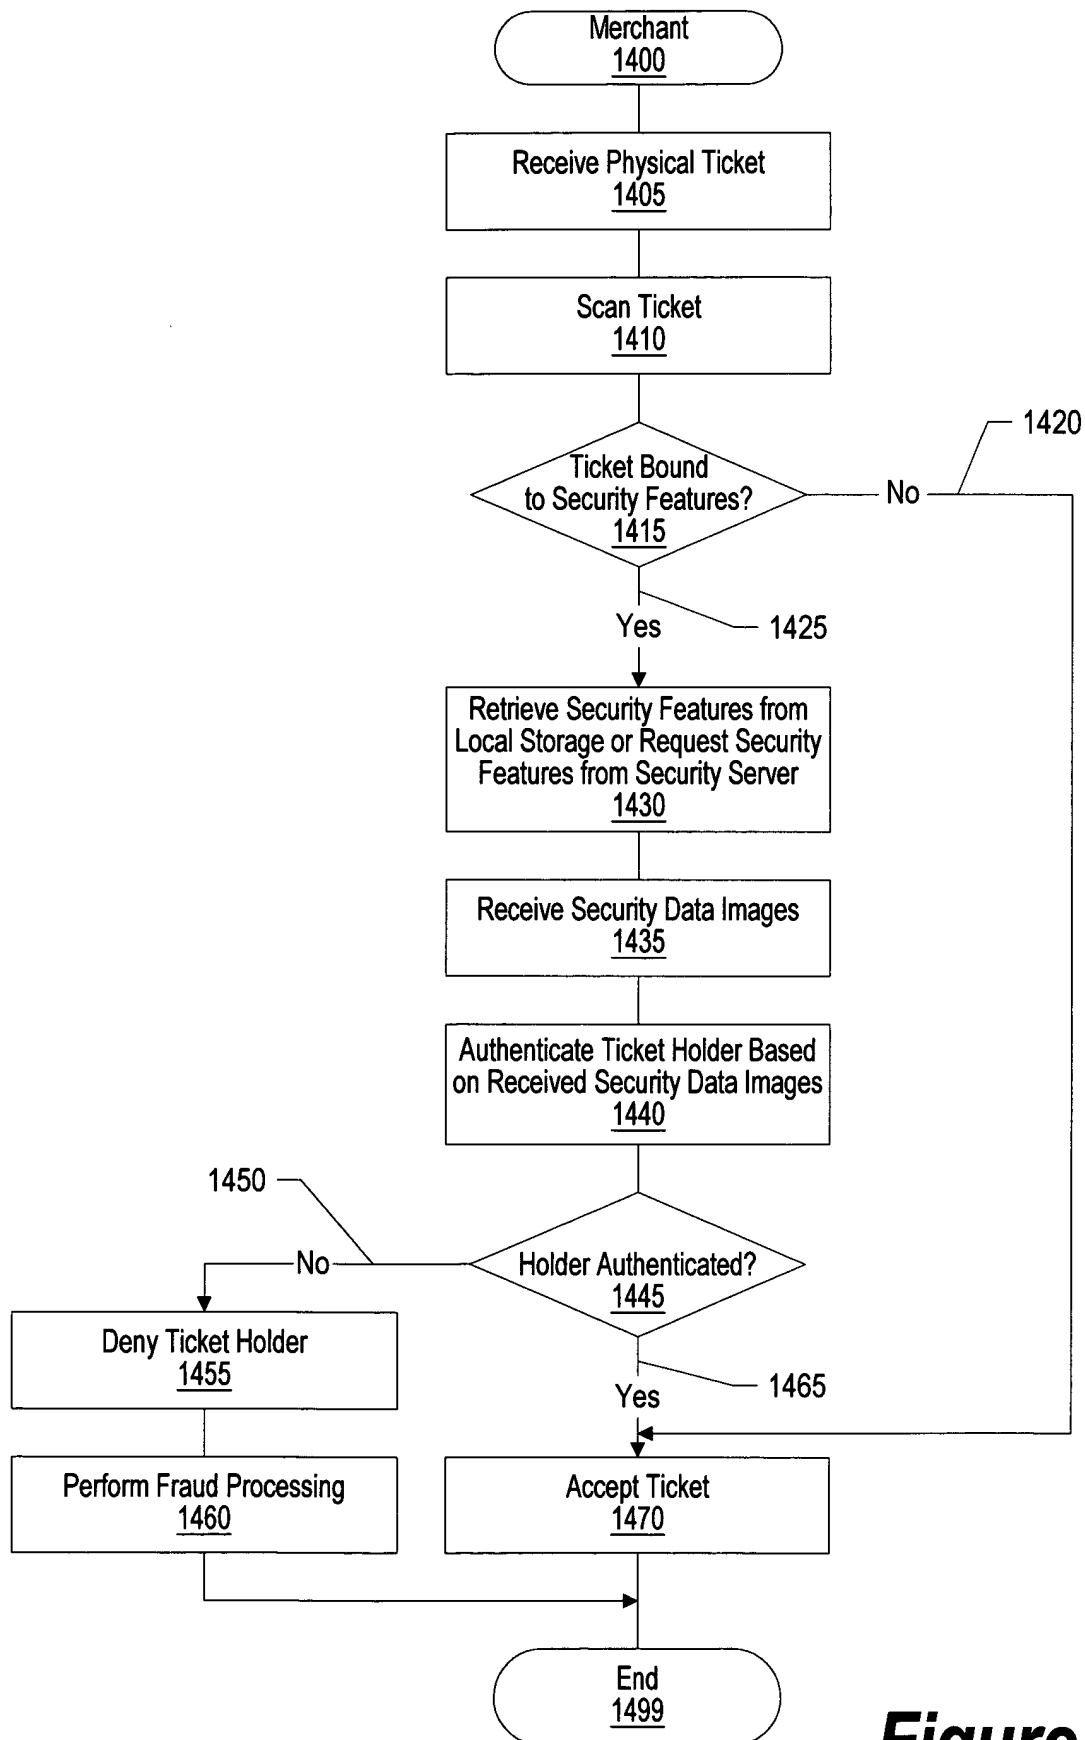 Merchant
1400
Receive Physical Ticket
1405
Scan Ticket
1410
1420
Ticket Bound
to Security Features?
1415
No
Yes
1425
Retrieve Security Features from
Local Storage or Request Security
Features from Security Server
1430
Receive Security Data Images
1435
Authenticate Ticket Holder Based
on Received Security Data Images
1440
1450
No
Holder Authenticated?
1445
Deny Ticket Holder
1455
Yes
1465
Perform Fraud Processing
1460
Accept Ticket
1470
End
1499
Figure